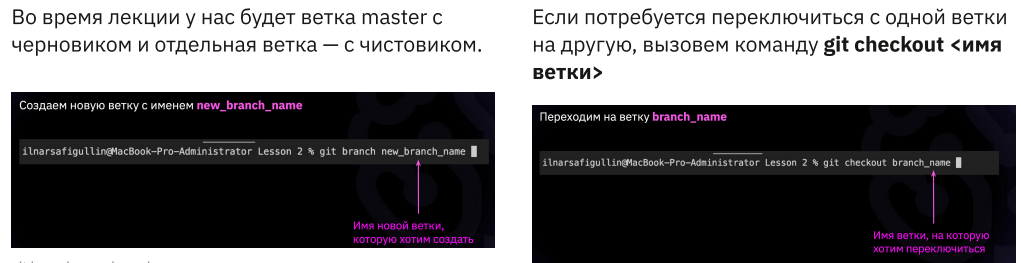 Во время лекции у нас будет ветка master с
черновиком и отдельная ветка — с чистовиком.
Создаем новую ветку с именем new_branch_name
ilnarsafigullin@MacBook-Pro-Administrator Lesson 2 % git branch new_branch_name
Имя новой ветки,
которую хотим создать
Если потребуется переключиться с одной ветки
на другую, вызовем команду git checkout <имя
ветки>
Переходим на ветку branch_name
ilnarsafigullin@MacBook-Pro-Administrator Lesson 2 % git checkout branch_name
Имя ветки, на которую
хотим переключиться